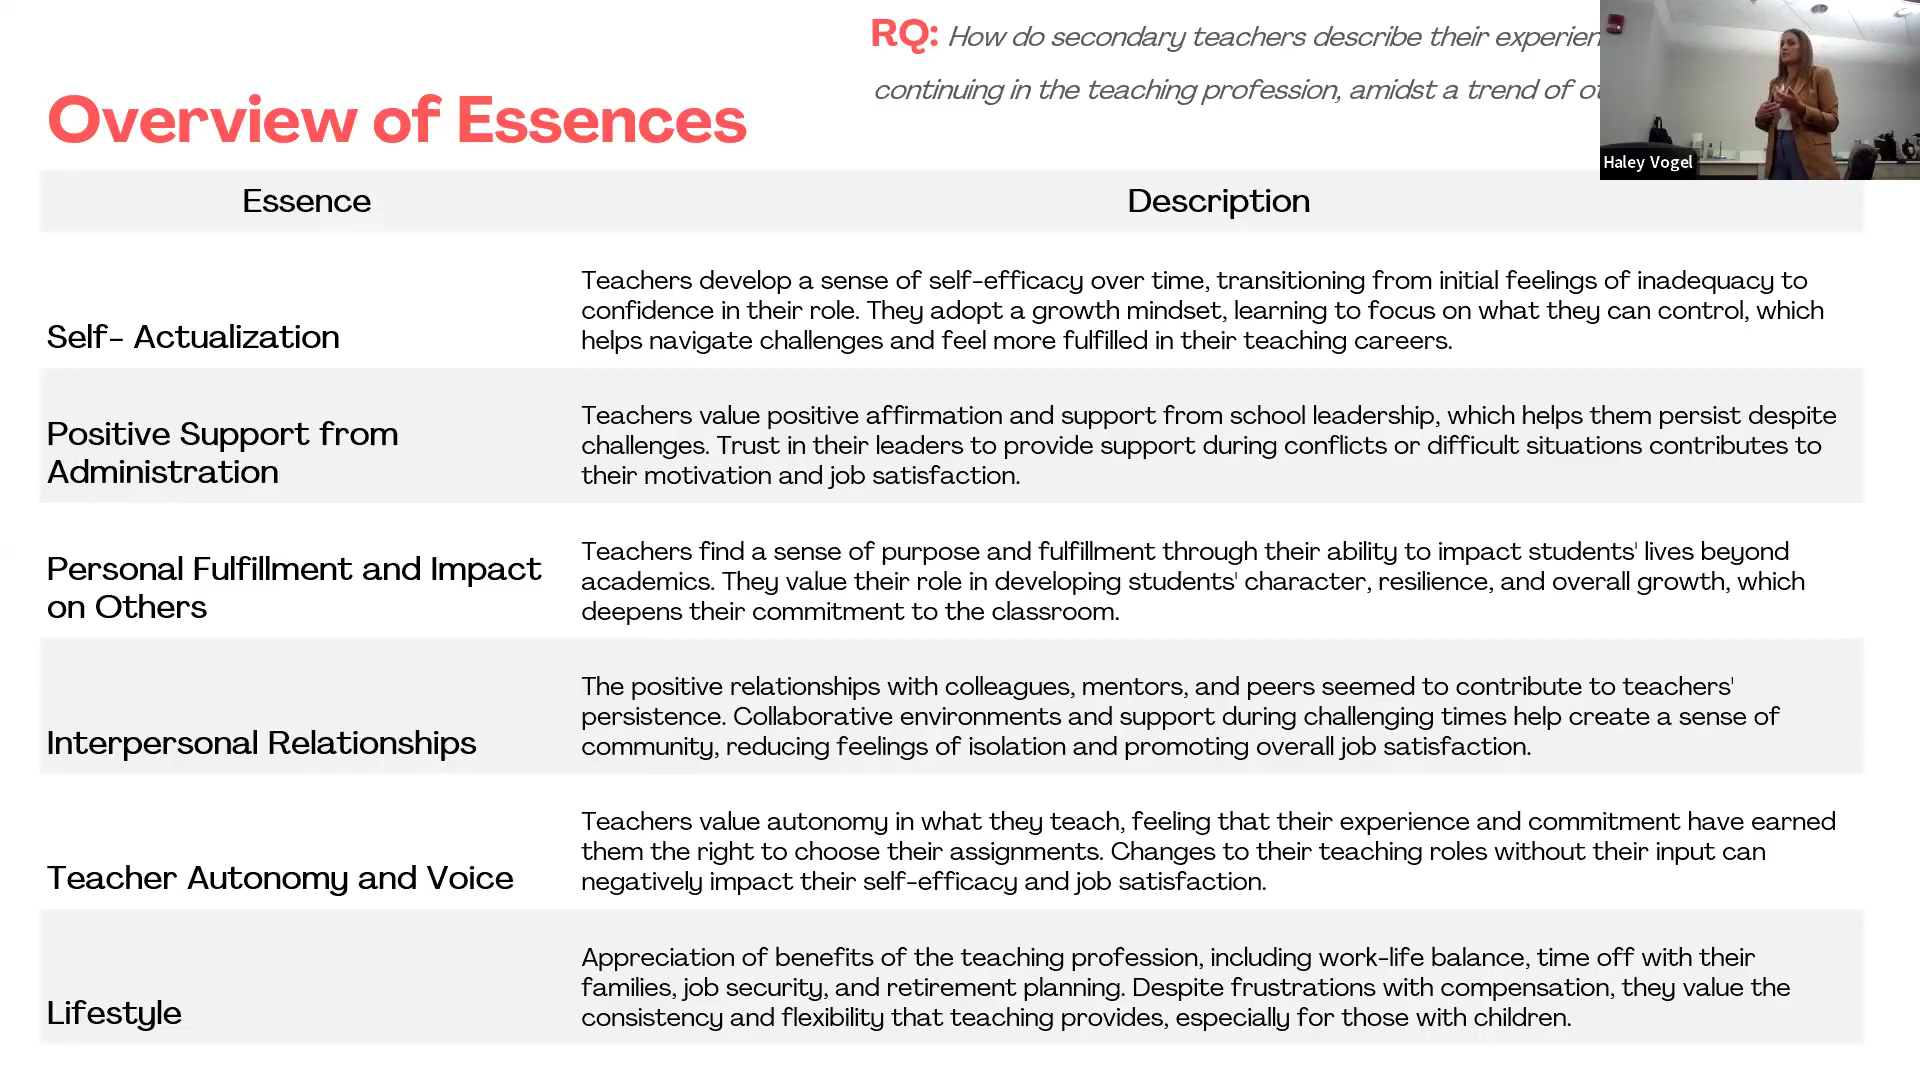 RQ: How do secondary teachers describe their
continuing in the teaching profession, amidst a trend of
Overview of Essences
Haley Vogel
Essence Description
Self- Actualization
Teachers develop a sense of self-efficacy over time, transitioning from initial feelings of inadequacy to
confidence in their role. They adopt a growth mindset, learning to focus on what they can control, which
helps navigate challenges and feel more fulfilled in their teaching careers.
Positive Support from
Administration
Teachers value positive affirmation and support from school leadership, which helps them persist despite
challenges. Trust in their leaders to provide support during conflicts or difficult situations contributes to
their motivation and job satisfaction.
Personal Fulfillment and Impact
on Others
Teachers find a sense of purpose and fulfillment through their ability to impact students' lives beyond
academics. They value their role in developing students' character, resilience, and overall growth, which
deepens their commitment to the classroom.
Interpersonal Relationships
The positive relationships with colleagues, mentors, and peers seemed to contribute to teachers'
persistence. Collaborative environments and support during challenging times help create a sense of
community, reducing feelings of isolation and promoting overall job satisfaction.
Teacher Autonomy and Voice
Teachers value autonomy in what they teach, feeling that their experience and commitment have earned
them the right to choose their assignments. Changes to their teaching roles without their input can
negatively impact their self-efficacy and job satisfaction.
Lifestyle
Appreciation of benefits of the teaching profession, including work-life balance, time off with their
families, job security, and retirement planning. Despite frustrations with compensation, they value the
consistency and flexibility that teaching provides, especially for those with children.